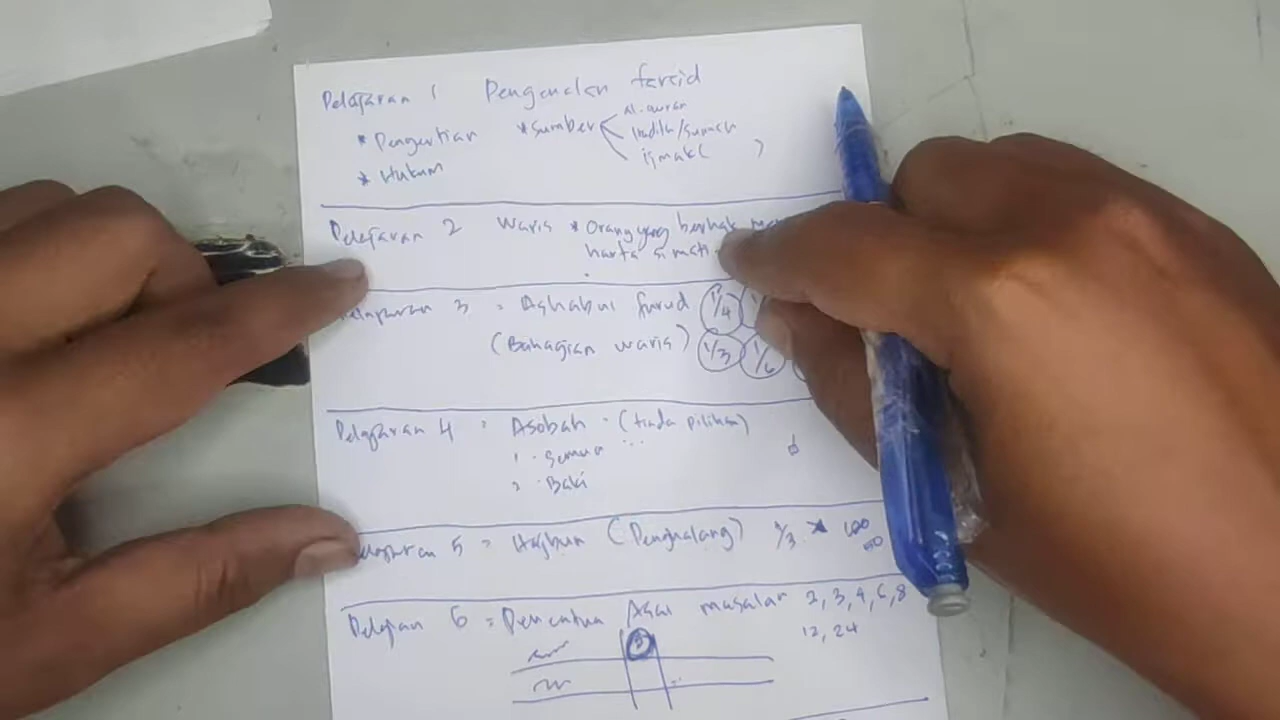 Pelajaran 1 Pengenalan faraid
* Pengertian * Sumber al-quran
hadis/sunnah
* Hukum ijmak ( )
Pelajaran 2 Waris * Orang yang berhak
harta si mati
Pelajaran 3 = Ashabul furud 1/4
(Bahagian waris) 1/3 1/6
Pelajaran 4 = Asobah - (tiada pilihan)
1. Semua
2. Baki
Pelajaran 5 = Hajbun (Penghalang) 1/3 * 100
50
Pelajaran 6 = Penentuan Asal masalah 2, 3, 4, 6, 8
12, 24